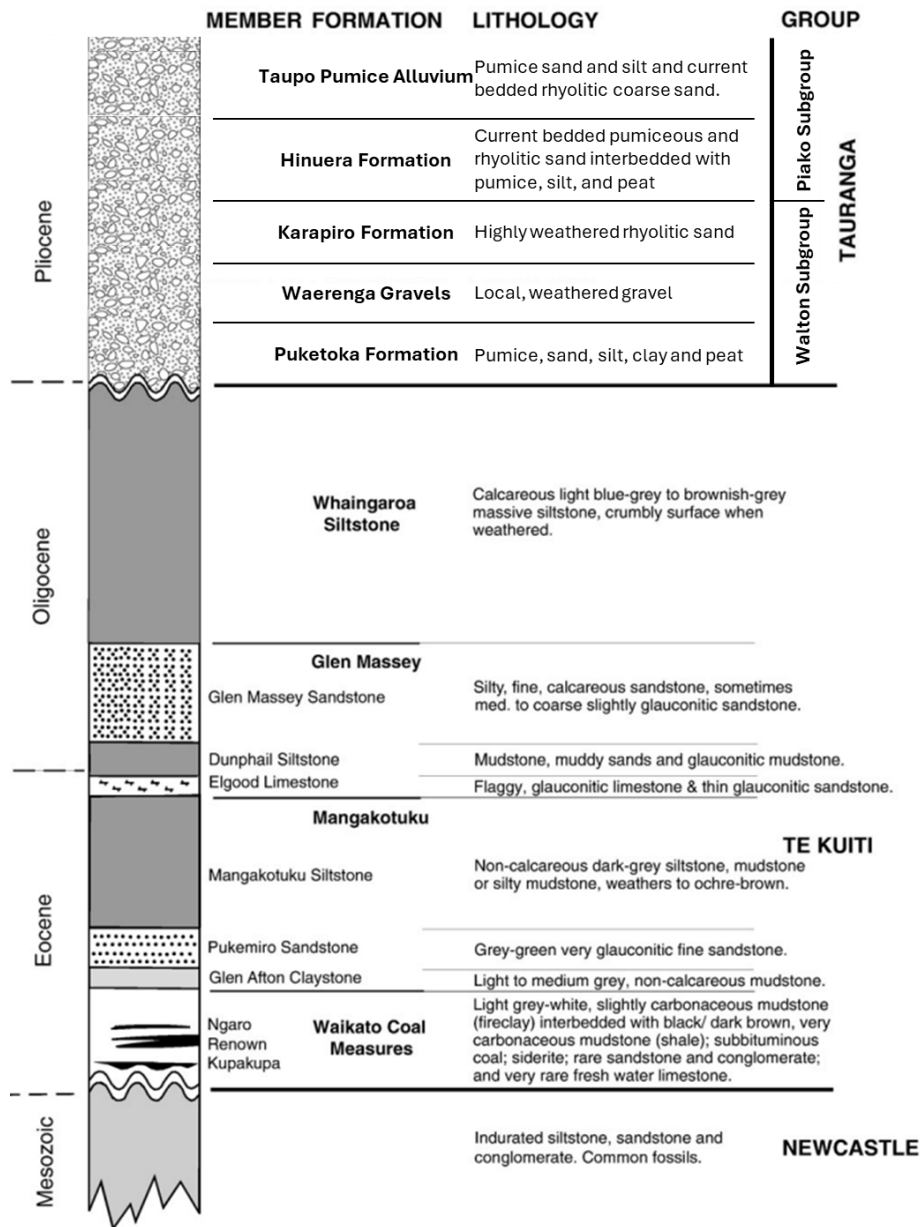 MEMBER FORMATION LITHOLOGY GROUP
Taupo Pumice Alluvium
Pumice sand and silt and current
bedded rhyolitic coarse sand.
Hinuera Formation
Current bedded pumiceous and
rhyolitic sand interbedded with
pumice, silt, and peat
Piako Subgroup
Karapiro Formation
Highly weathered rhyolitic sand
Waerenga Gravels
Local, weathered gravel
Puketoka Formation
Pumice, sand, silt, clay and peat
Walton Subgroup
TAURANGA
Pliocene
Whaingaroa
Siltstone
Calcareous light blue-grey to brownish-grey
massive siltstone, crumbly surface when
weathered.
Oligocene
Glen Massey
Glen Massey Sandstone
Silty, fine, calcareous sandstone, sometimes
med. to coarse slightly glauconitic sandstone.
Dunphail Siltstone
Mudstone, muddy sands and glauconitic mudstone.
Elgood Limestone
Flaggy, glauconitic limestone & thin glauconitic sandstone.
Mangakotuku
TE KUITI
Mangakotuku Siltstone
Non-calcareous dark-grey siltstone, mudstone
or silty mudstone, weathers to ochre-brown.
Eocene
Pukemiro Sandstone
Grey-green very glauconitic fine sandstone.
Glen Afton Claystone
Light to medium grey, non-calcareous mudstone.
Ngaro
Renown
Kupakupa
Waikato Coal
Measures
Light grey-white, slightly carbonaceous mudstone
(fireclay) interbedded with black/ dark brown, very
carbonaceous mudstone (shale); subbituminous
coal; siderite; rare sandstone and conglomerate;
and very rare fresh water limestone.
Mesozoic
Indurated siltstone, sandstone and
conglomerate. Common fossils.
NEWCASTLE